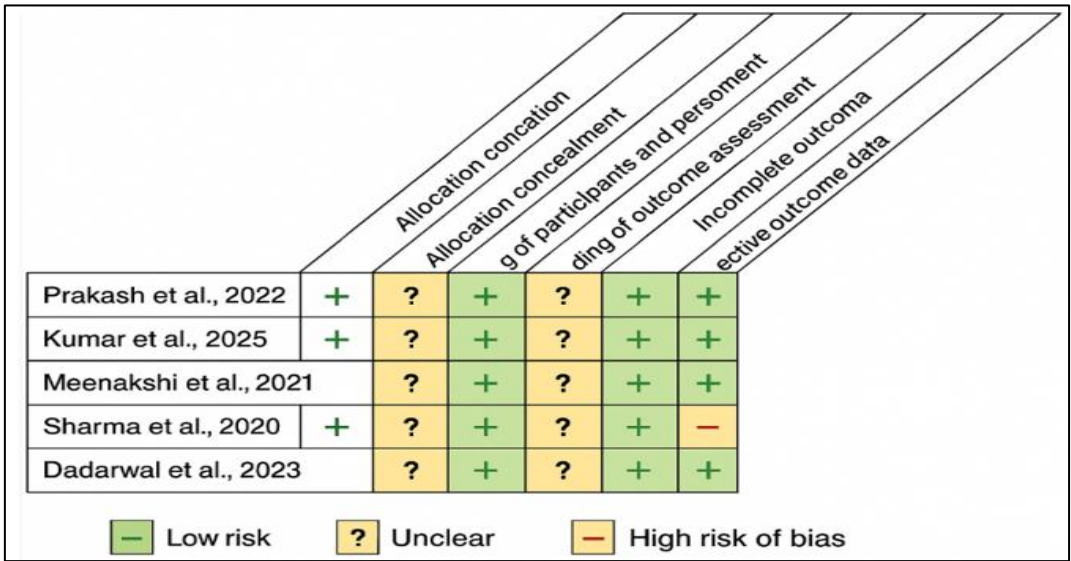 Allocation concation
Allocation concealment
g of participants and persoment
ding of outcome assessment
Incomplete outcoma
ective outcome data
Prakash et al., 2022 + ? + ? + +
Kumar et al., 2025 + ? + ? + +
Meenakshi et al., 2021 ? + ? + +
Sharma et al., 2020 + ? + ? + −
Dadarwal et al., 2023 ? + ? + +
− Low risk ? Unclear − High risk of bias